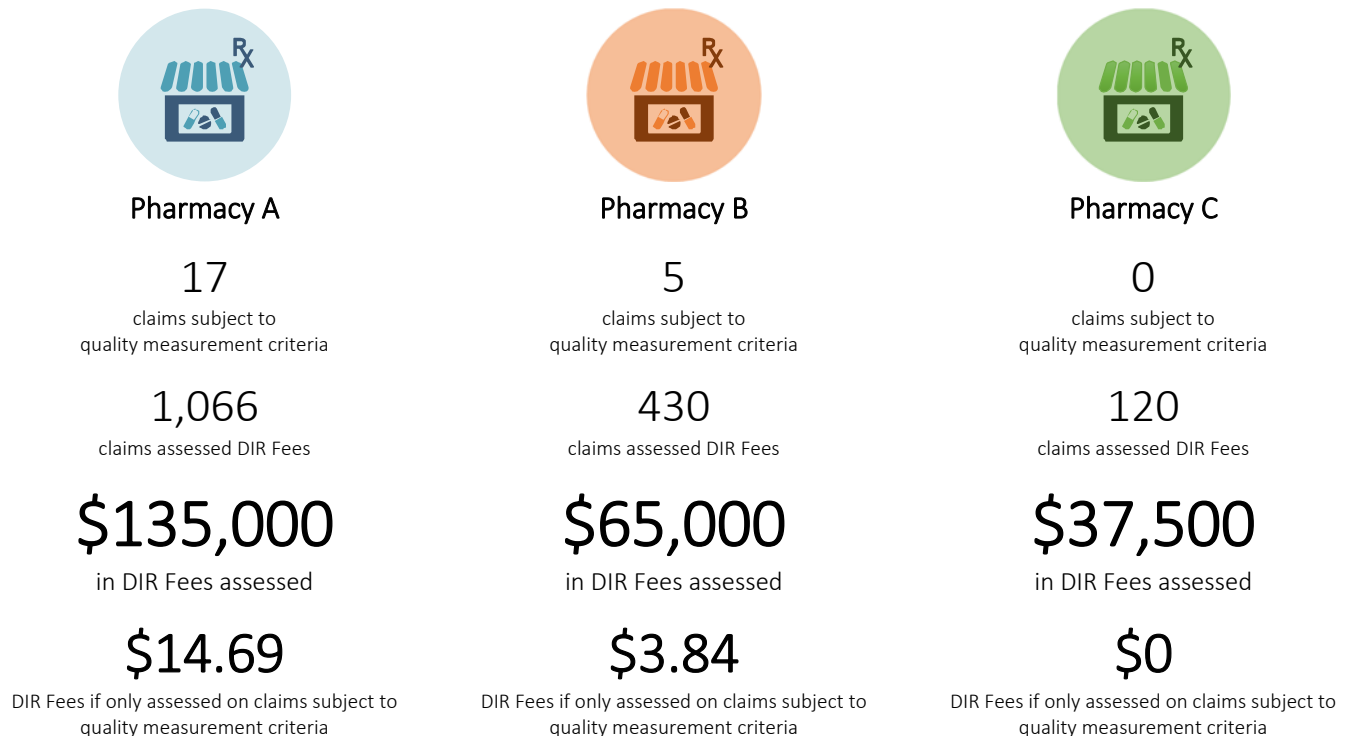 Rx
Pharmacy A
17
claims subject to
quality measurement criteria
1,066
claims assessed DIR Fees
$135,000
in DIR Fees assessed
$14.69
DIR Fees if only assessed on claims subject to
quality measurement criteria
Rx
Pharmacy B
5
claims subject to
quality measurement criteria
430
claims assessed DIR Fees
$65,000
in DIR Fees assessed
$3.84
DIR Fees if only assessed on claims subject to
quality measurement criteria
Rx
Pharmacy C
0
claims subject to
quality measurement criteria
120
claims assessed DIR Fees
$37,500
in DIR Fees assessed
$0
DIR Fees if only assessed on claims subject to
quality measurement criteria